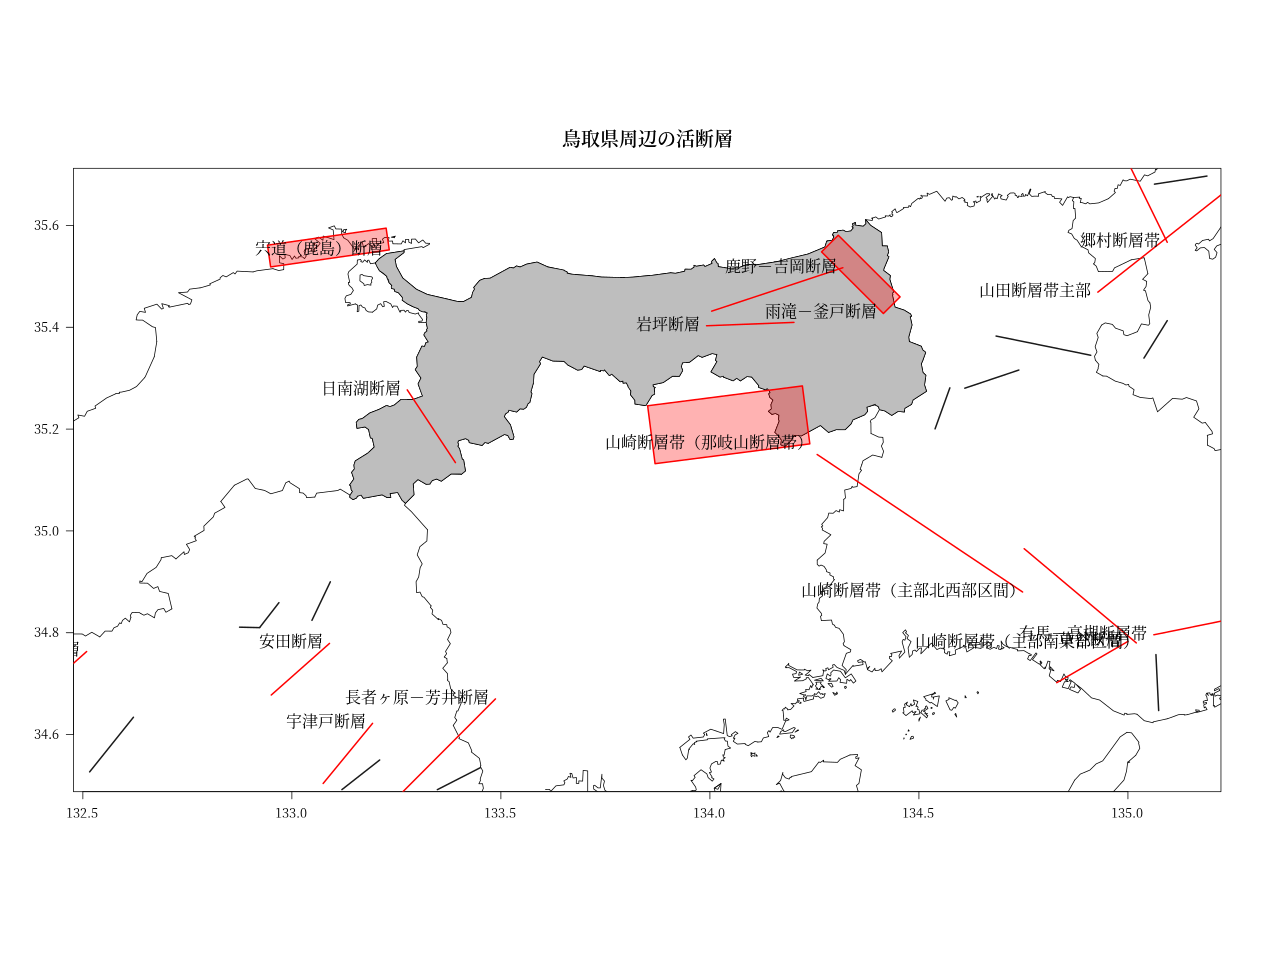 鳥取県周辺の活断層
35.6
35.4
35.2
35.0
34.8
34.6
宍道（鹿島）断層
鹿野－吉岡断層
雨滝－釜戸断層
岩坪断層
郷村断層帯
山田断層帯主部
日南湖断層
山崎断層帯（那岐山断層帯）
山崎断層帯（主部北西部区間）
有馬－高槻断層帯
山崎断層帯（主部南東部区間）
層
安田断層
長者ヶ原－芳井断層
宇津戸断層
132.5
133.0
133.5
134.0
134.5
135.0